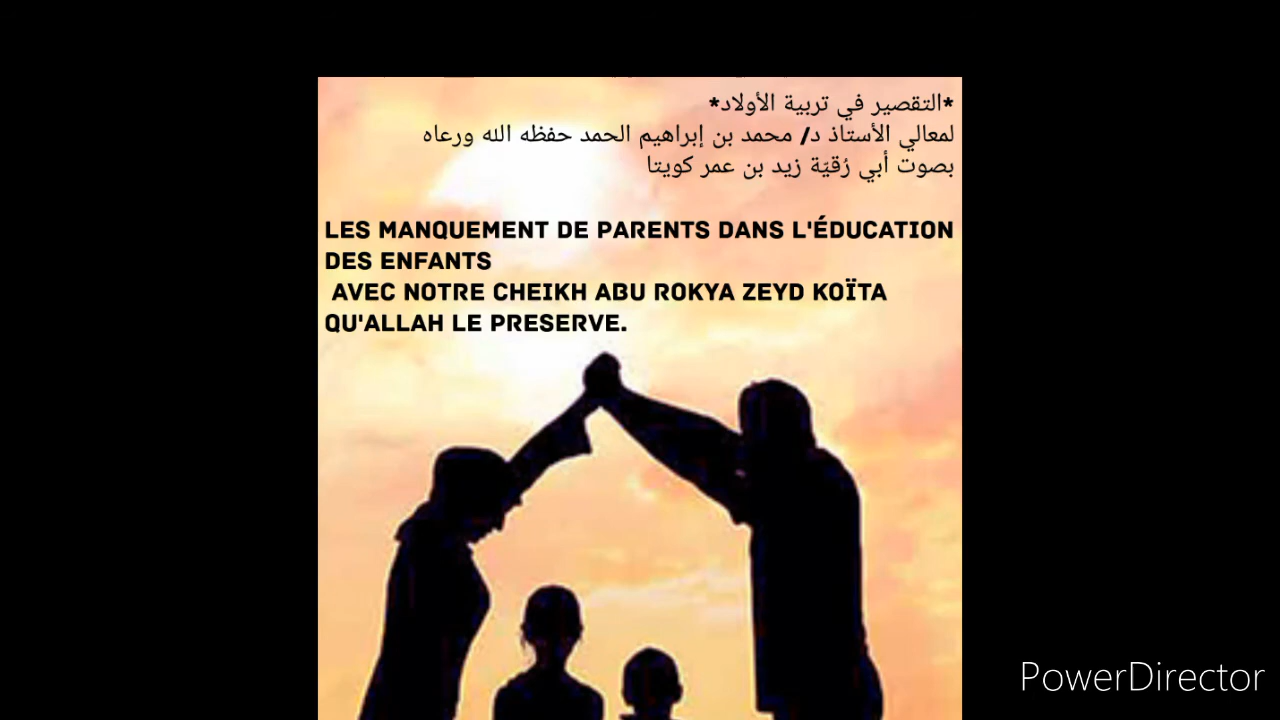 *التقصير في تربية الأولاد*
لمعالي الأستاذ د/ محمد بن إبراهيم الحمد حفظه الله ورعاه
بصوت أبي رُقيّة زيد بن عمر كويتا
LES MANQUEMENT DE PARENTS DANS L'ÉDUCATION
DES ENFANTS
AVEC NOTRE CHEIKH ABU ROKYA ZEYD KOÏTA
QU'ALLAH LE PRESERVE.
PowerDirector